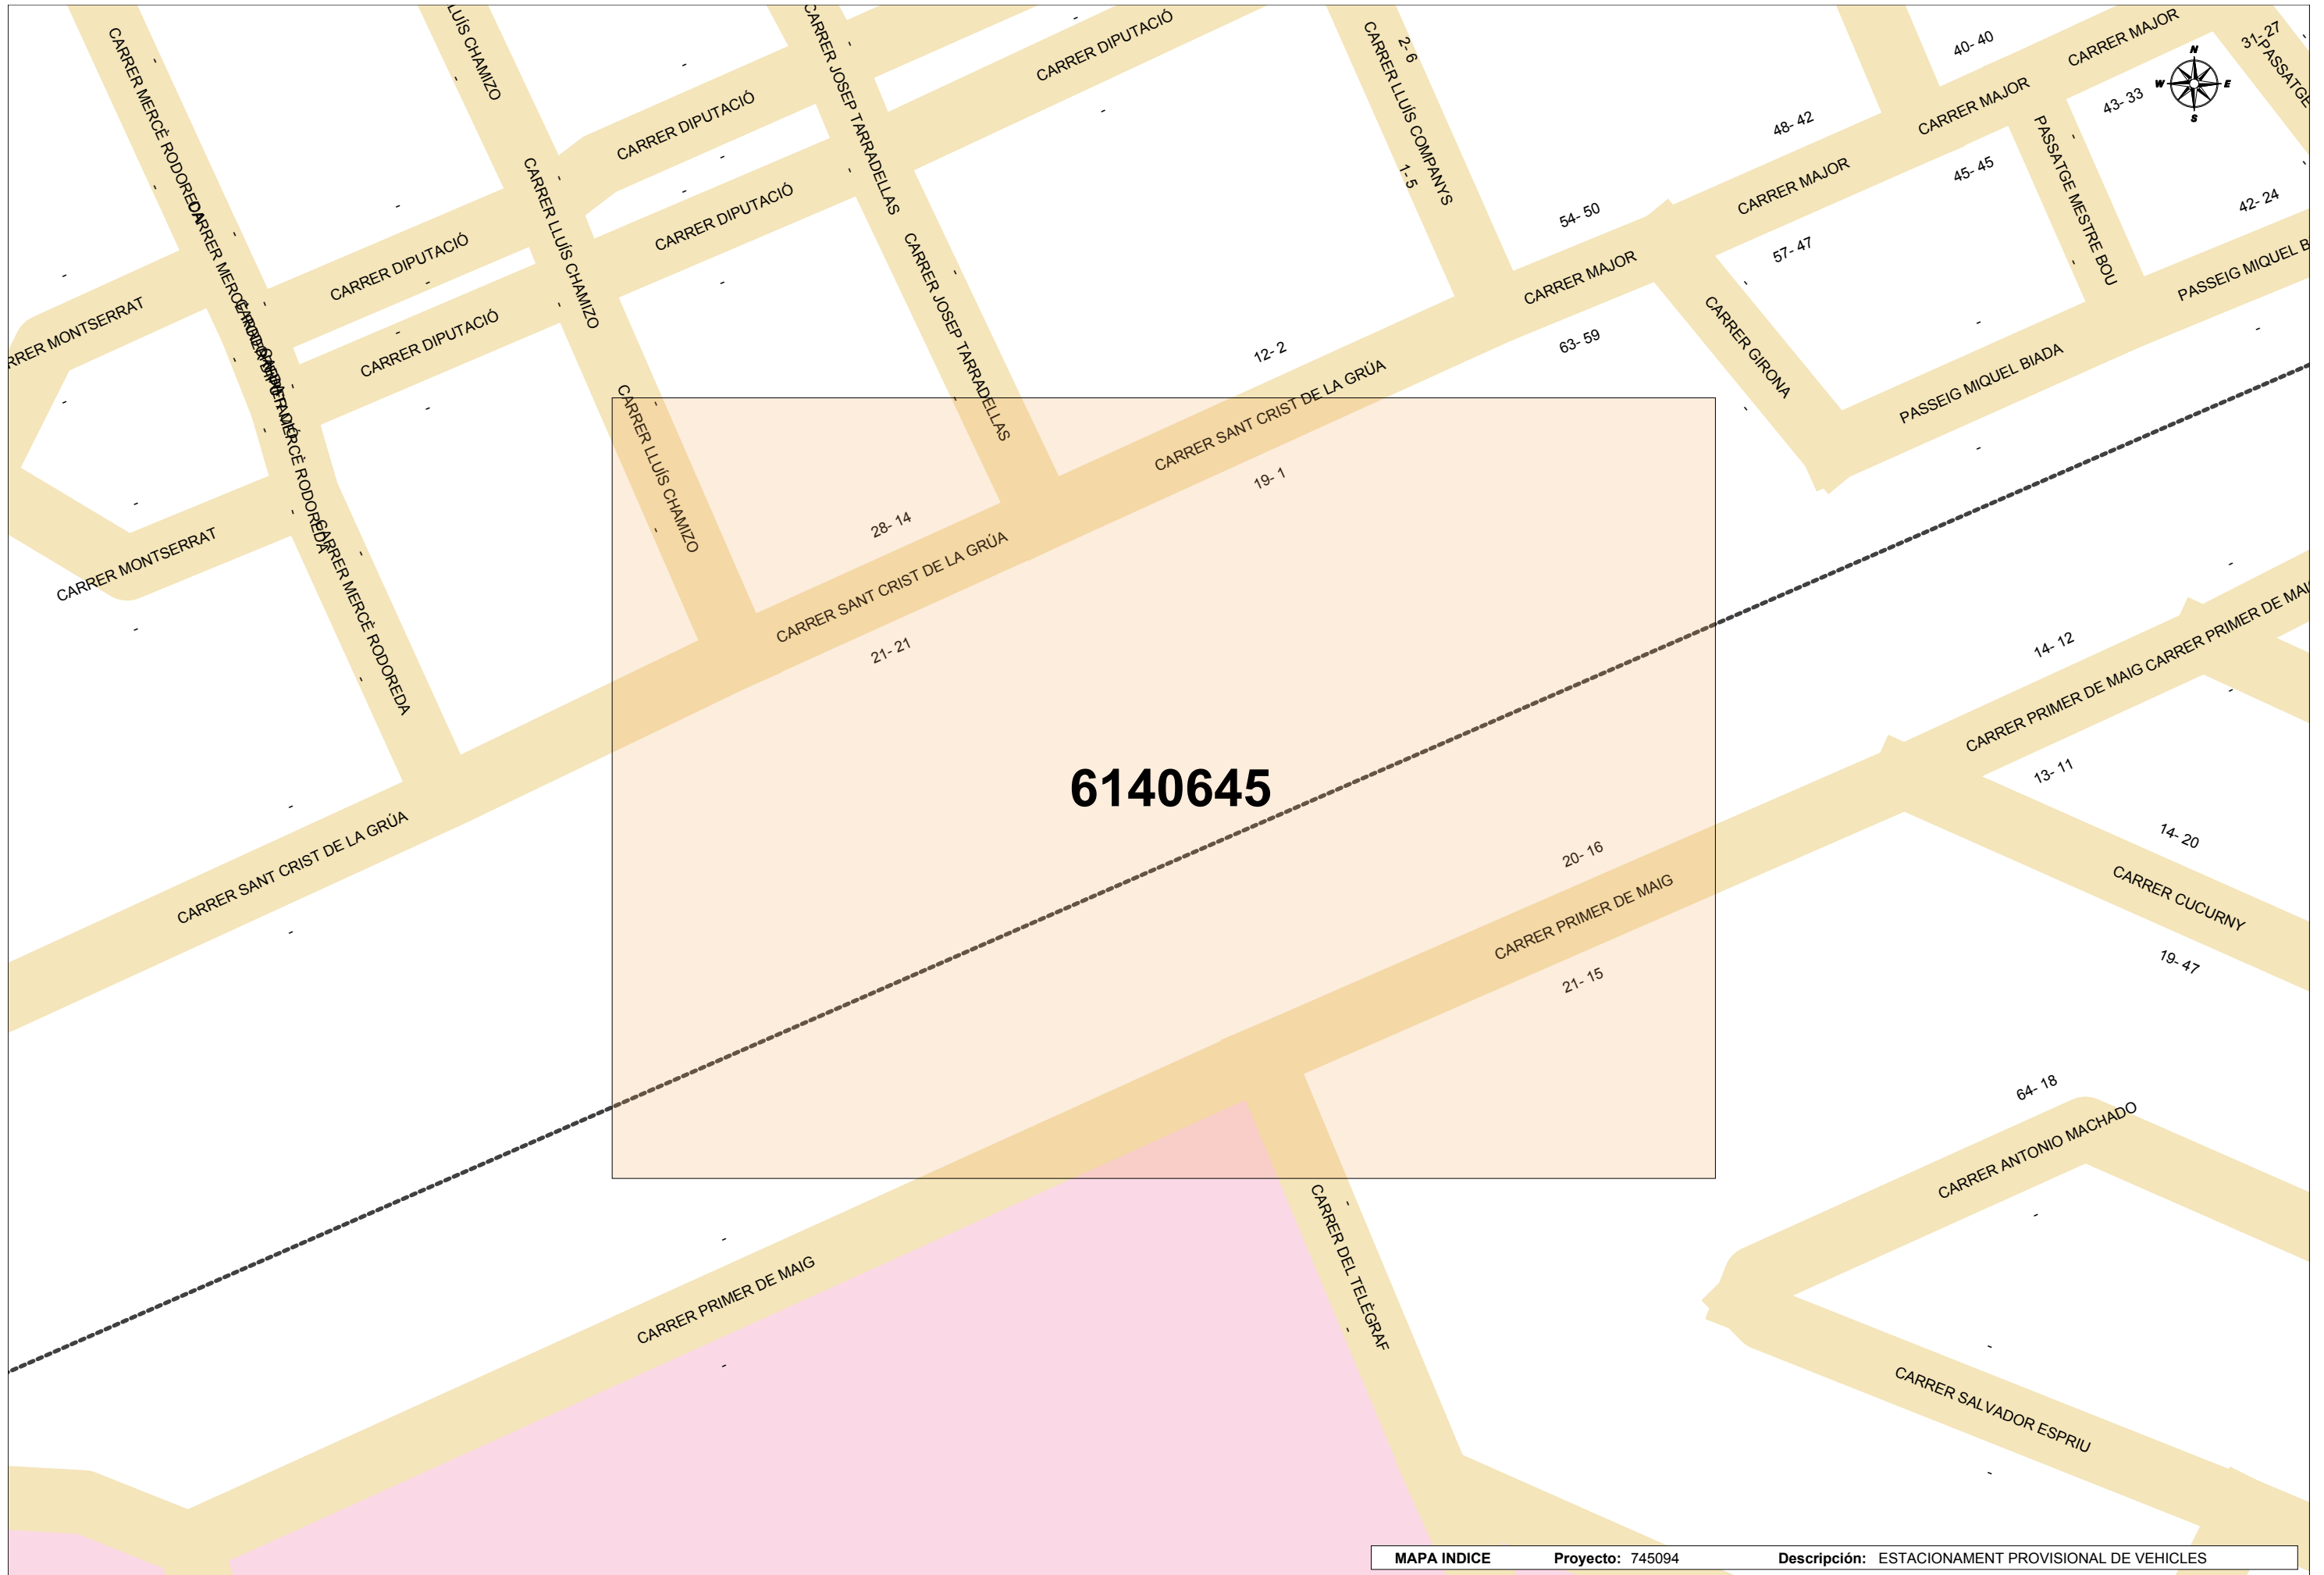 CARRER MERCÈ RODOREDA
LUÍS CHAMIZO
CARRER JOSEP TARRADELLAS
CARRER DIPUTACIÓ
CARRER DIPUTACIÓ
CARRER LLUÍS COMPANYS
2- 6
1- 5
40- 40
CARRER MAJOR
31- 27
PASSATGE
N
W
E
S
43- 33
CARRER MAJOR
48- 42
CARRER MAJOR
45- 45
PASSATGE MESTRE BOU
42- 24
PASSEIG MIQUEL B
CARRER LLUÍS CHAMIZO
CARRER DIPUTACIÓ
CARRER DIPUTACIÓ
CARRER DIPUTACIÓ
54- 50
57- 47
CARRER MAJOR
63- 59
CARRER GIRONA
PASSEIG MIQUEL BIADA
RRER MONTSERRAT
CARRER JOSEP TARRADELLAS
12- 2
CARRER SANT CRIST DE LA GRÚA
19- 1
CARRER LLUÍS CHAMIZO
CARRER MERCÈ RODOREDA
28- 14
CARRER SANT CRIST DE LA GRÚA
21- 21
CARRER MONTSERRAT
CARRER MERCÈ RODOREDA
14- 12
CARRER PRIMER DE MAIG
CARRER PRIMER DE MAIG
13- 11
6140645
CARRER SANT CRIST DE LA GRÚA
20- 16
CARRER PRIMER DE MAIG
21- 15
14- 20
CARRER CUCURNY
19- 47
64- 18
CARRER ANTONIO MACHADO
CARRER DEL TELÈGRAF
CARRER PRIMER DE MAIG
CARRER SALVADOR ESPRIU
MAPA INDICE Proyecto: 745094 Descripción: ESTACIONAMENT PROVISIONAL DE VEHICLES